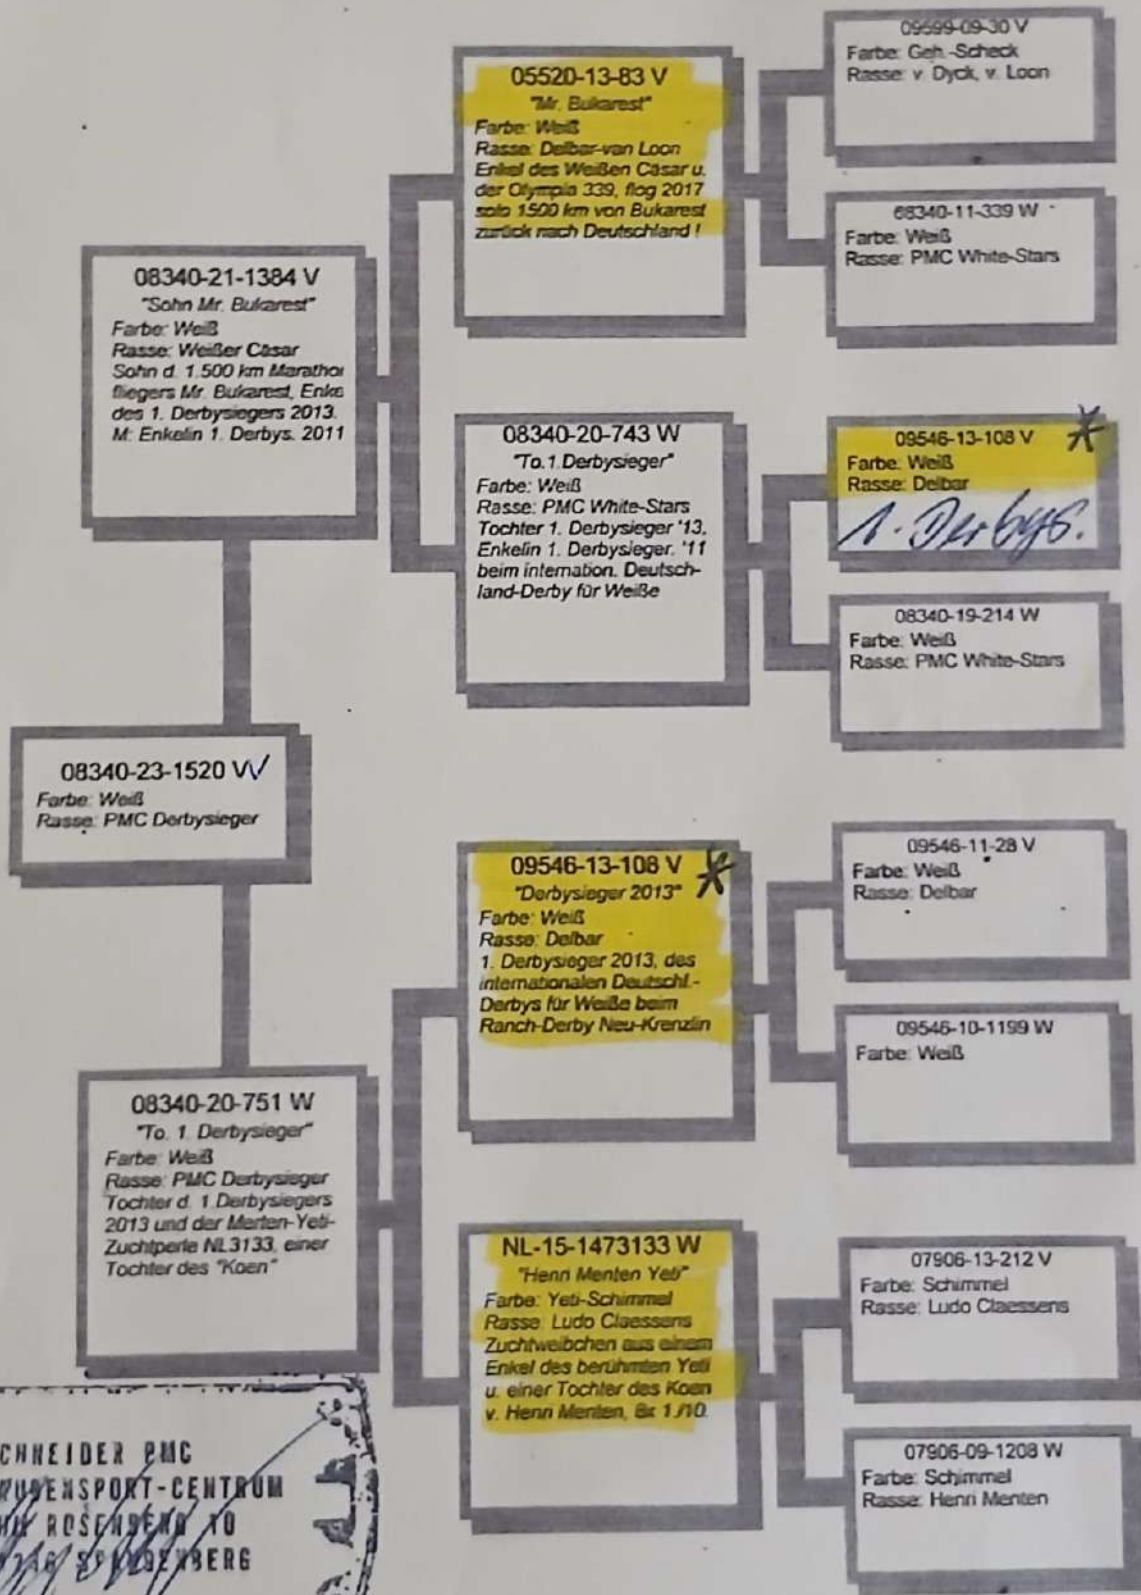 09599-09-30 V
Farbe: Geh.-Scheck
Rasse: v. Dyck, v. Loon
05520-13-83 V
"Mr. Bukarest"
Farbe: Weiß
Rasse: Delbar-van Loon
Enkel des Weißen Cäsar u.
der Olympia 339, flog 2017
solo 1500 km von Bukarest
zurück nach Deutschland !
68340-11-339 W
Farbe: Weiß
Rasse: PMC White-Stars
08340-21-1384 V
"Sohn Mr. Bukarest"
Farbe: Weiß
Rasse: Weißer Cäsar
Sohn d. 1.500 km Marathon
fliegers Mr. Bukarest, Enke
des 1. Derbysiegers 2013.
M: Enkelin 1. Derbys. 2011
08340-20-743 W
"To.1.Derbysieger"
Farbe: Weiß
Rasse: PMC White-Stars
Tochter 1. Derbysieger '13,
Enkelin 1. Derbysieger. '11
beim internation. Deutsch-
land-Derby für Weiße
09546-13-108 V
Farbe: Weiß
Rasse: Delbar
1. Derbys.
08340-19-214 W
Farbe: Weiß
Rasse: PMC White-Stars
08340-23-1520 W
Farbe: Weiß
Rasse: PMC Derbysieger
09546-13-108 V
"Derbysieger 2013"
Farbe: Weiß
Rasse: Delbar
1. Derbysieger 2013, des
internationalen Deutschl.-
Derbys für Weiße beim
Ranch-Derby Neu-Krenzlin
09546-11-28 V
Farbe: Weiß
Rasse: Delbar
09546-10-1199 W
Farbe: Weiß
08340-20-751 W
"To. 1. Derbysieger"
Farbe: Weiß
Rasse: PMC Derbysieger
Tochter d. 1.Derbysiegers
2013 und der Merten-Yeti-
Zuchtperle NL3133, einer
Tochter des "Koen"
NL-15-1473133 W
"Henri Menten Yeti"
Farbe: Yeti-Schimmel
Rasse: Ludo Claessens
Zuchtweibchen aus einem
Enkel des berühmten Yeti
u. einer Tochter des Koen
v. Henri Menten, 8x 1./10.
07906-13-212 V
Farbe: Schimmel
Rasse: Ludo Claessens
07906-09-1208 W
Farbe: Schimmel
Rasse: Henri Menten
CHNEIDER PMC
UBENSPORT-CENTRUM
ROSENBERG 10
SPANGENBERG